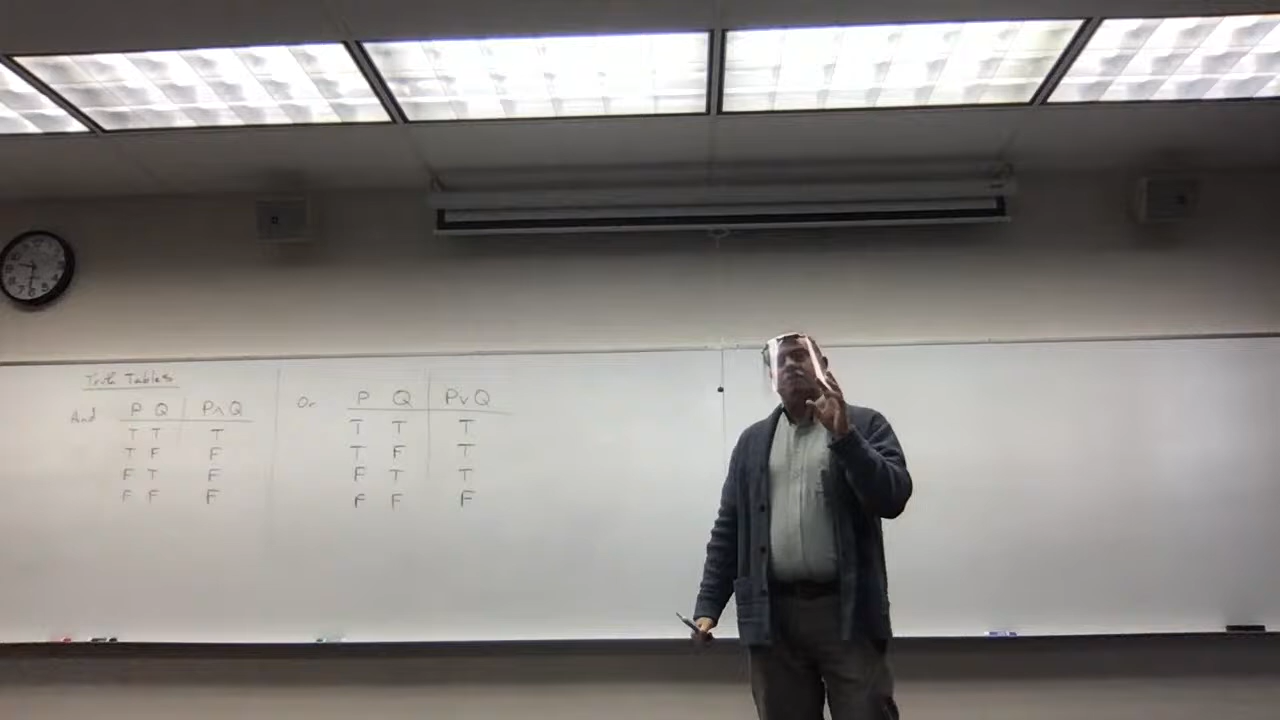 Truth Tables
And P Q P∧Q
T T T
T F F
F T F
F F F
Or P Q P∨Q
T T T
T F T
F T T
F F F